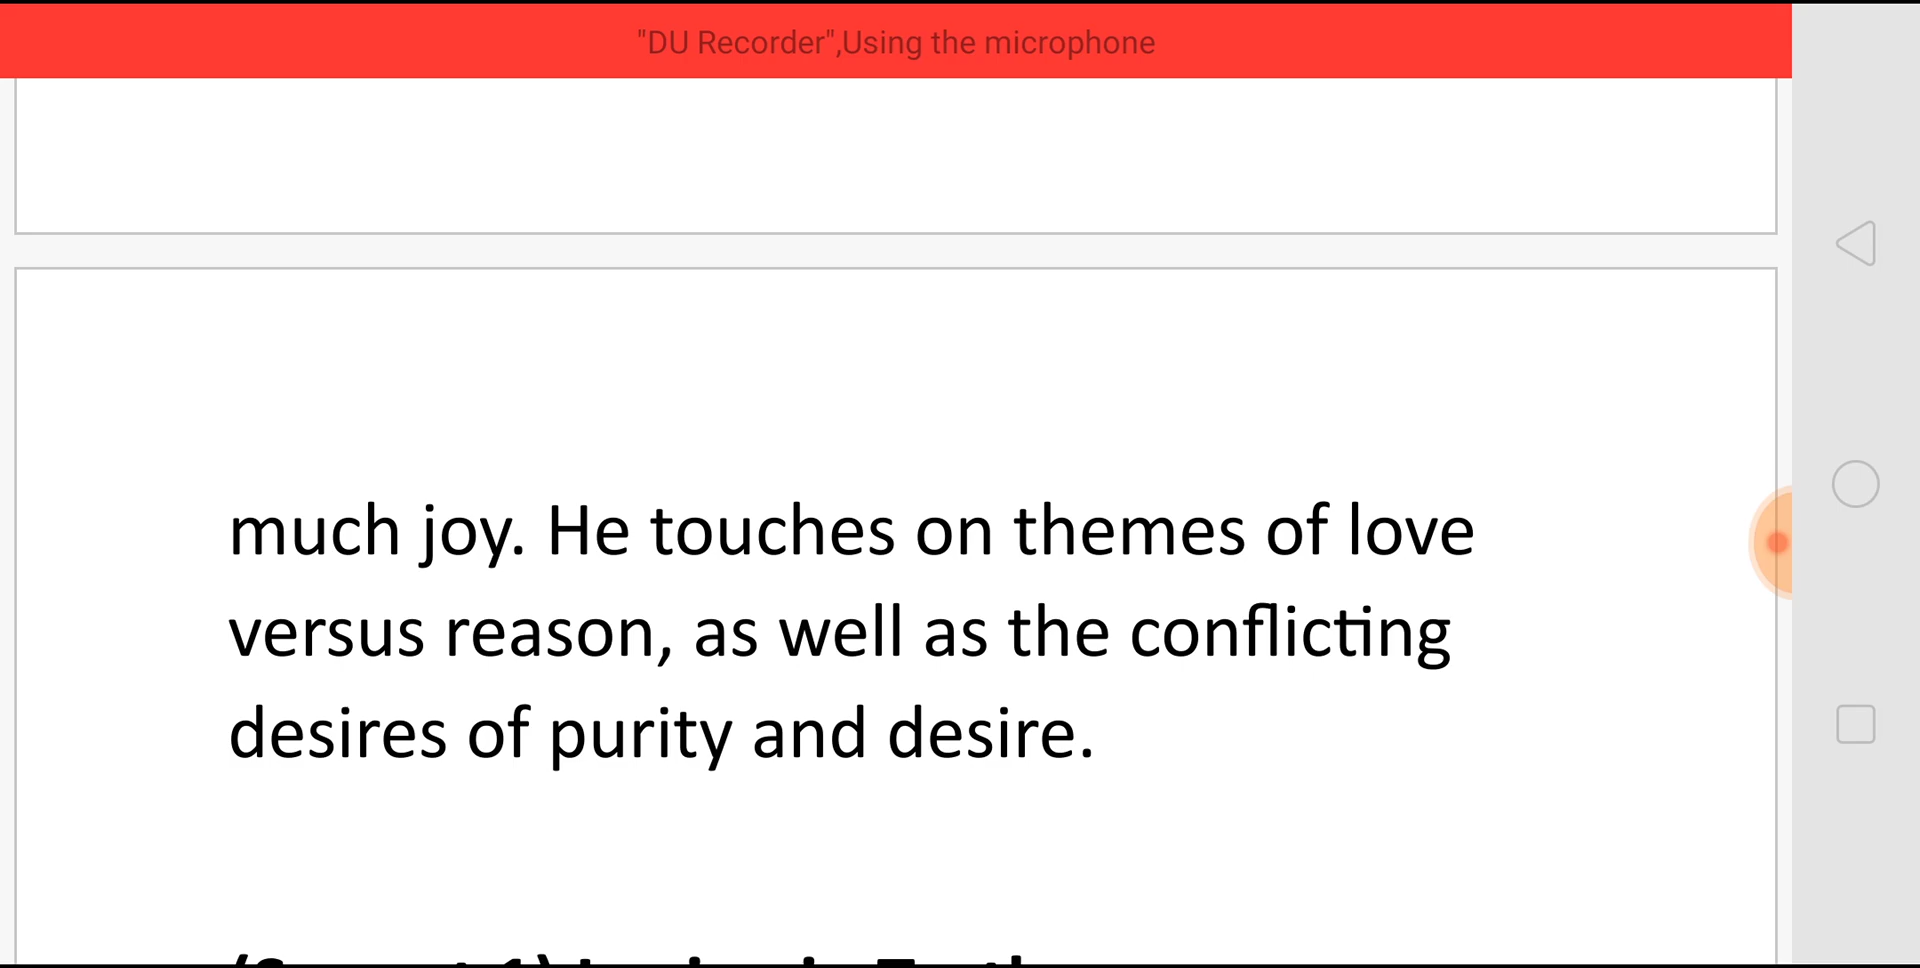 "DU Recorder",Using the microphone
much joy. He touches on themes of love
versus reason, as well as the conflicting
desires of purity and desire.